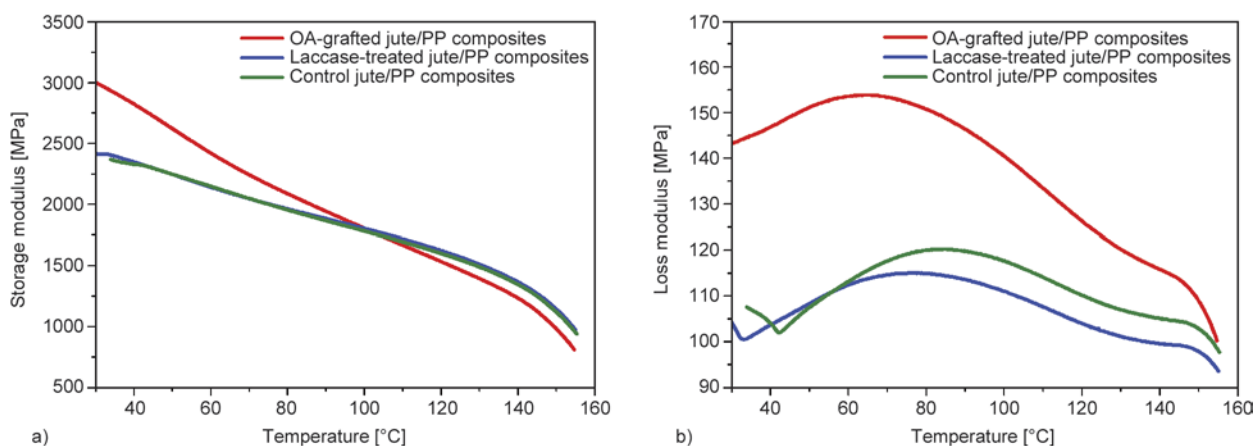 3500
3000
2500
2000
1500
1000
500
Storage modulus [MPa]
OA-grafted jute/PP composites
Laccase-treated jute/PP composites
Control jute/PP composites
40 60 80 100 120 140 160
Temperature [°C]
a)
170
160
150
140
130
120
110
100
90
Loss modulus [MPa]
OA-grafted jute/PP composites
Laccase-treated jute/PP composites
Control jute/PP composites
40 60 80 100 120 140 160
Temperature [°C]
b)